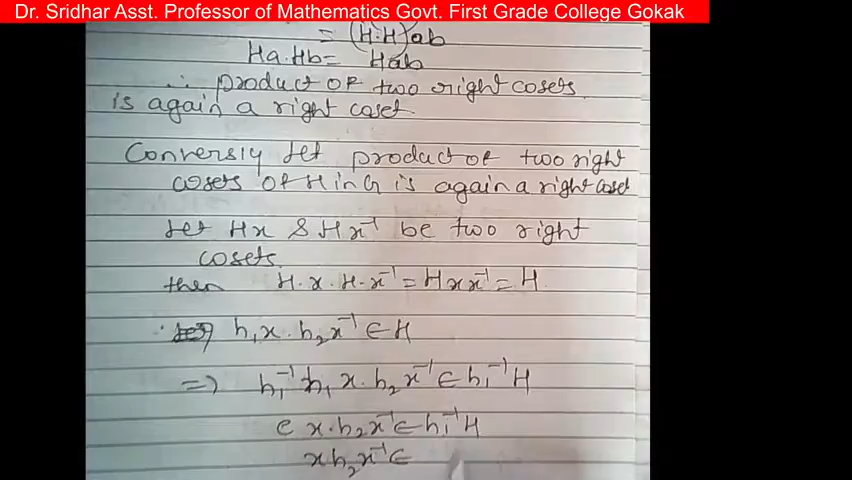 Dr. Sridhar Asst. Professor of Mathematics Govt. First Grade College Gokak
= (H·H)ab
Ha·Hb= Hab
∴ product of two right cosets
is again a right coset
Conversly let product of two right
cosets of H in G is again a right coset
let Hx & Hx⁻¹ be two right
cosets
then H·x·H·x⁻¹ = Hxx⁻¹ = H.
h₁x·h₂x⁻¹ ∈ H
=> h₁⁻¹h₁x·h₂x⁻¹ ∈ h₁⁻¹H
e x·h₂x⁻¹ ∈ h₁⁻¹H
xh₂x⁻¹ ∈